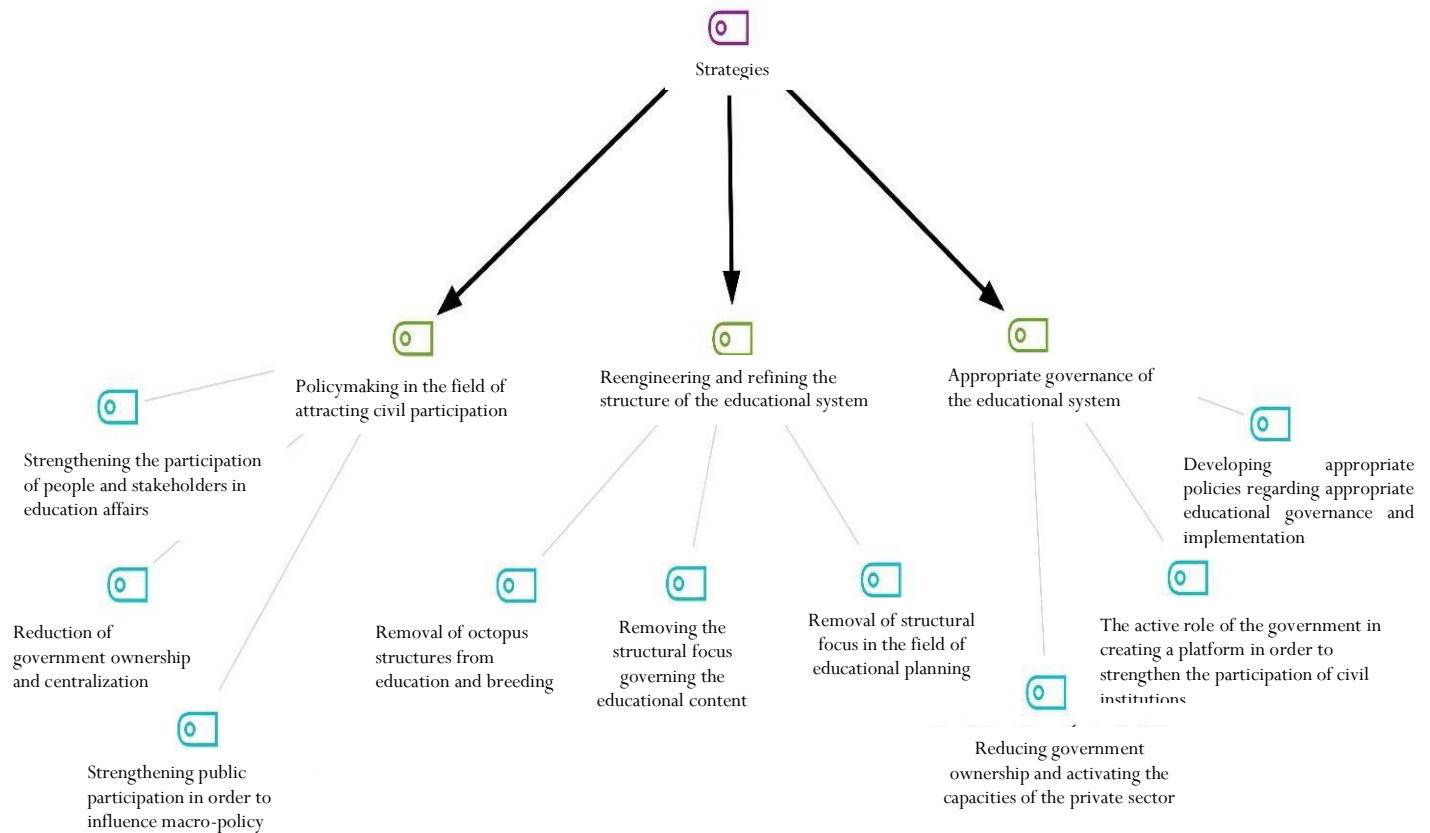 Strategies
Policymaking in the field of
attracting civil participation
Reengineering and refining the
structure of the educational system
Appropriate governance of
the educational system
Strengthening the participation
of people and stakeholders in
education affairs
Reduction of
government ownership
and centralization
Strengthening public
participation in order to
influence macro-policy
Removal of octopus
structures from
education and breeding
Removing the
structural focus
governing the
educational content
Removal of structural
focus in the field of
educational planning
Developing appropriate
policies regarding appropriate
educational governance and
implementation
The active role of the government in
creating a platform in order to
strengthen the participation of civil
institutions
Reducing government
ownership and activating the
capacities of the private sector